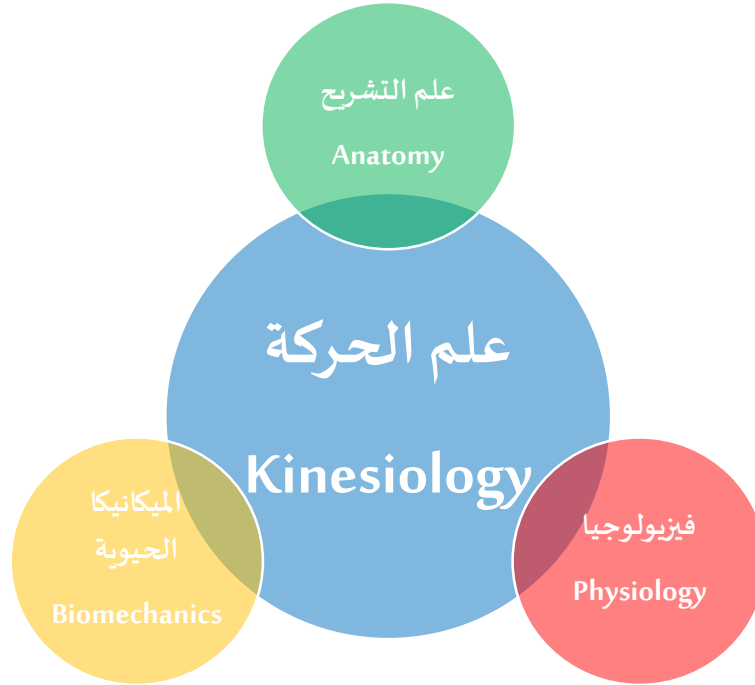 علم التشريح
Anatomy
علم الحركة
Kinesiology
الميكانيكا
الحيوية
Biomechanics
فيزيولوجيا
Physiology